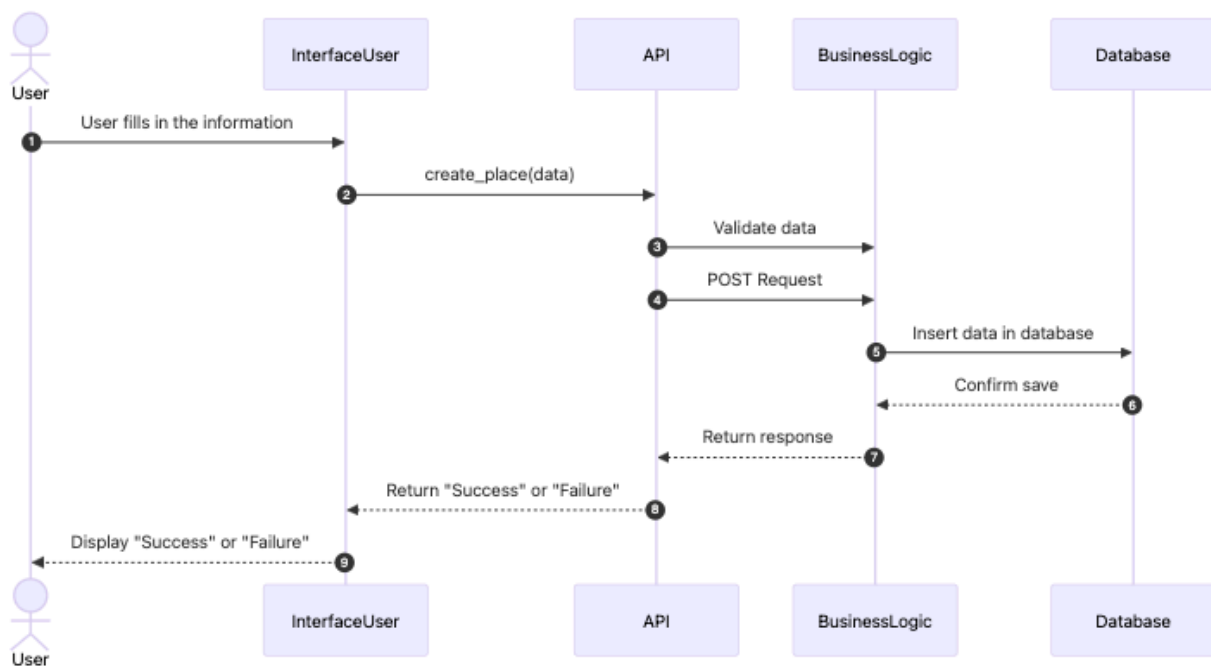 User
InterfaceUser
API
BusinessLogic
Database
User fills in the information
1
create_place(data)
2
Validate data
3
POST Request
4
Insert data in database
5
Confirm save
6
Return response
7
Return "Success" or "Failure"
8
Display "Success" or "Failure"
9
User
InterfaceUser
API
BusinessLogic
Database